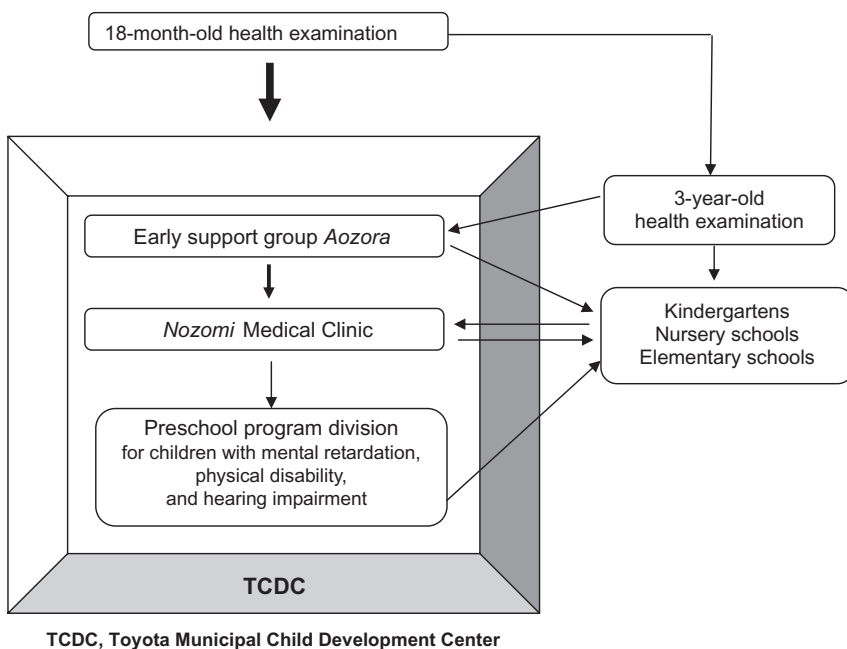 18-month-old health examination
3-year-old
health examination
Early support group Aozora
Kindergartens
Nursery schools
Elementary schools
Nozomi Medical Clinic
Preschool program division
for children with mental retardation,
physical disability,
and hearing impairment
TCDC
TCDC, Toyota Municipal Child Development Center